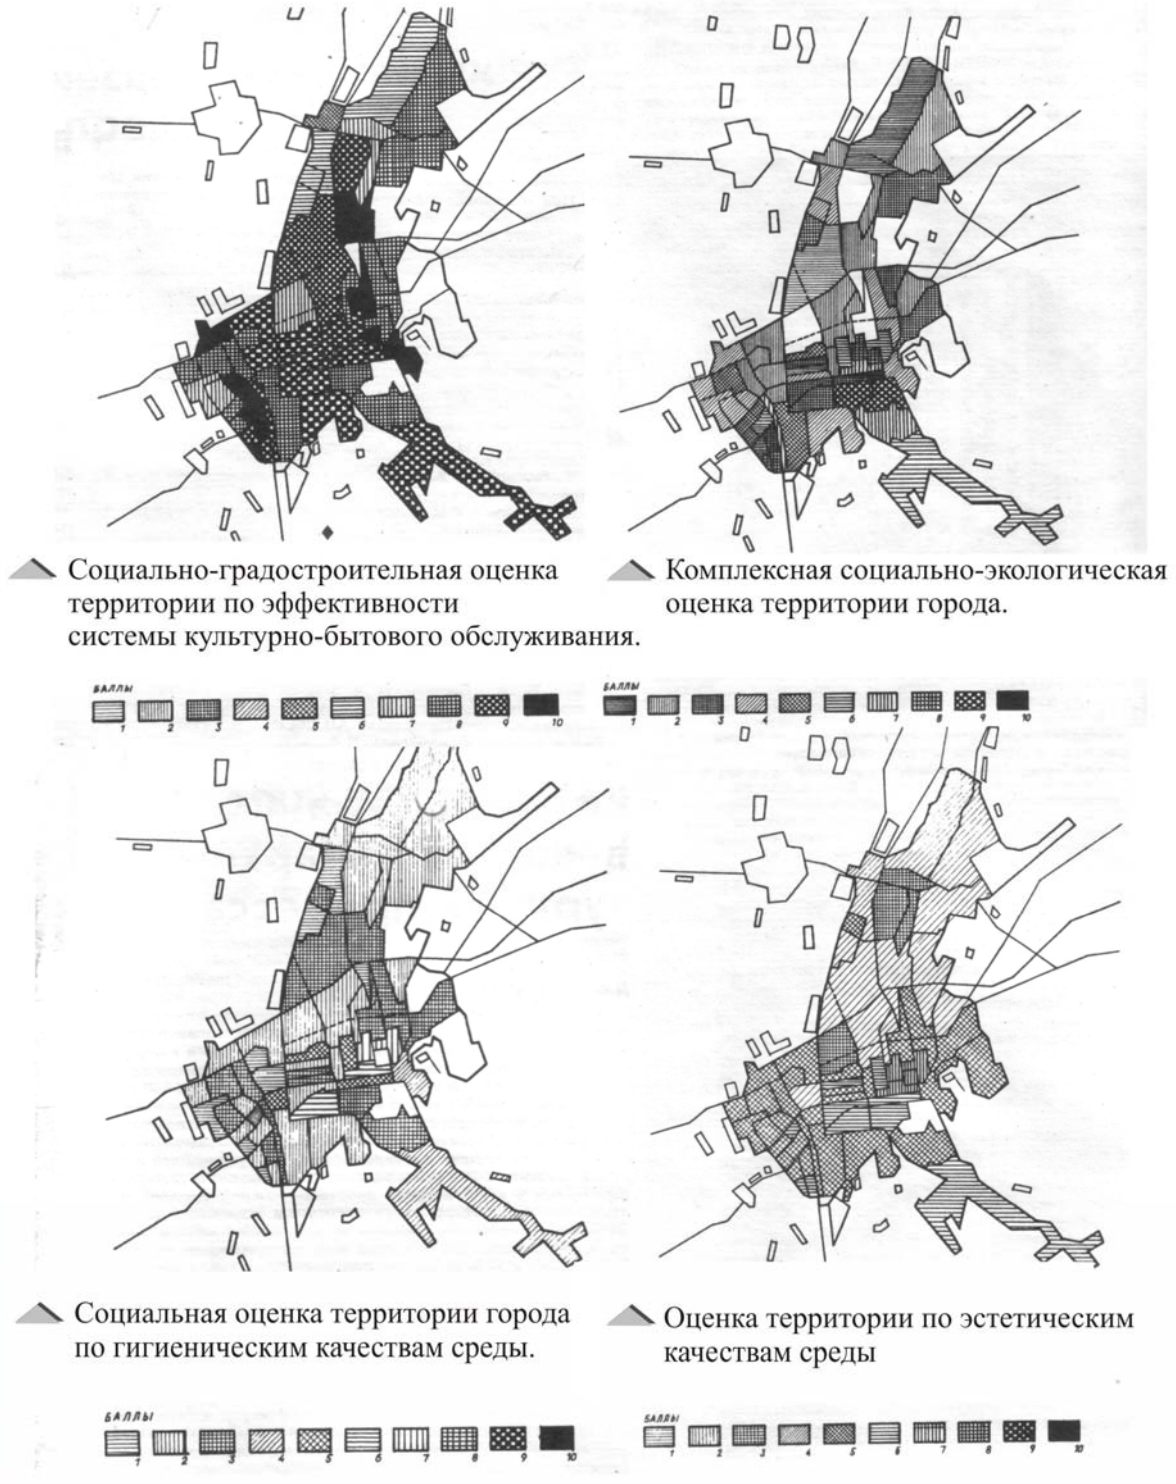 Социально-градостроительная оценка
территории по эффективности
системы культурно-бытового обслуживания.
Комплексная социально-экологическая
оценка территории города.
БАЛЛЫ
1 2 3 4 5 6 7 8 9 10
БАЛЛЫ
1 2 3 4 5 6 7 8 9 10
Социальная оценка территории города
по гигиеническим качествам среды.
Оценка территории по эстетическим
качествам среды
БАЛЛЫ
1 2 3 4 5 6 7 8 9 10
БАЛЛЫ
1 2 3 4 5 6 7 8 9 10